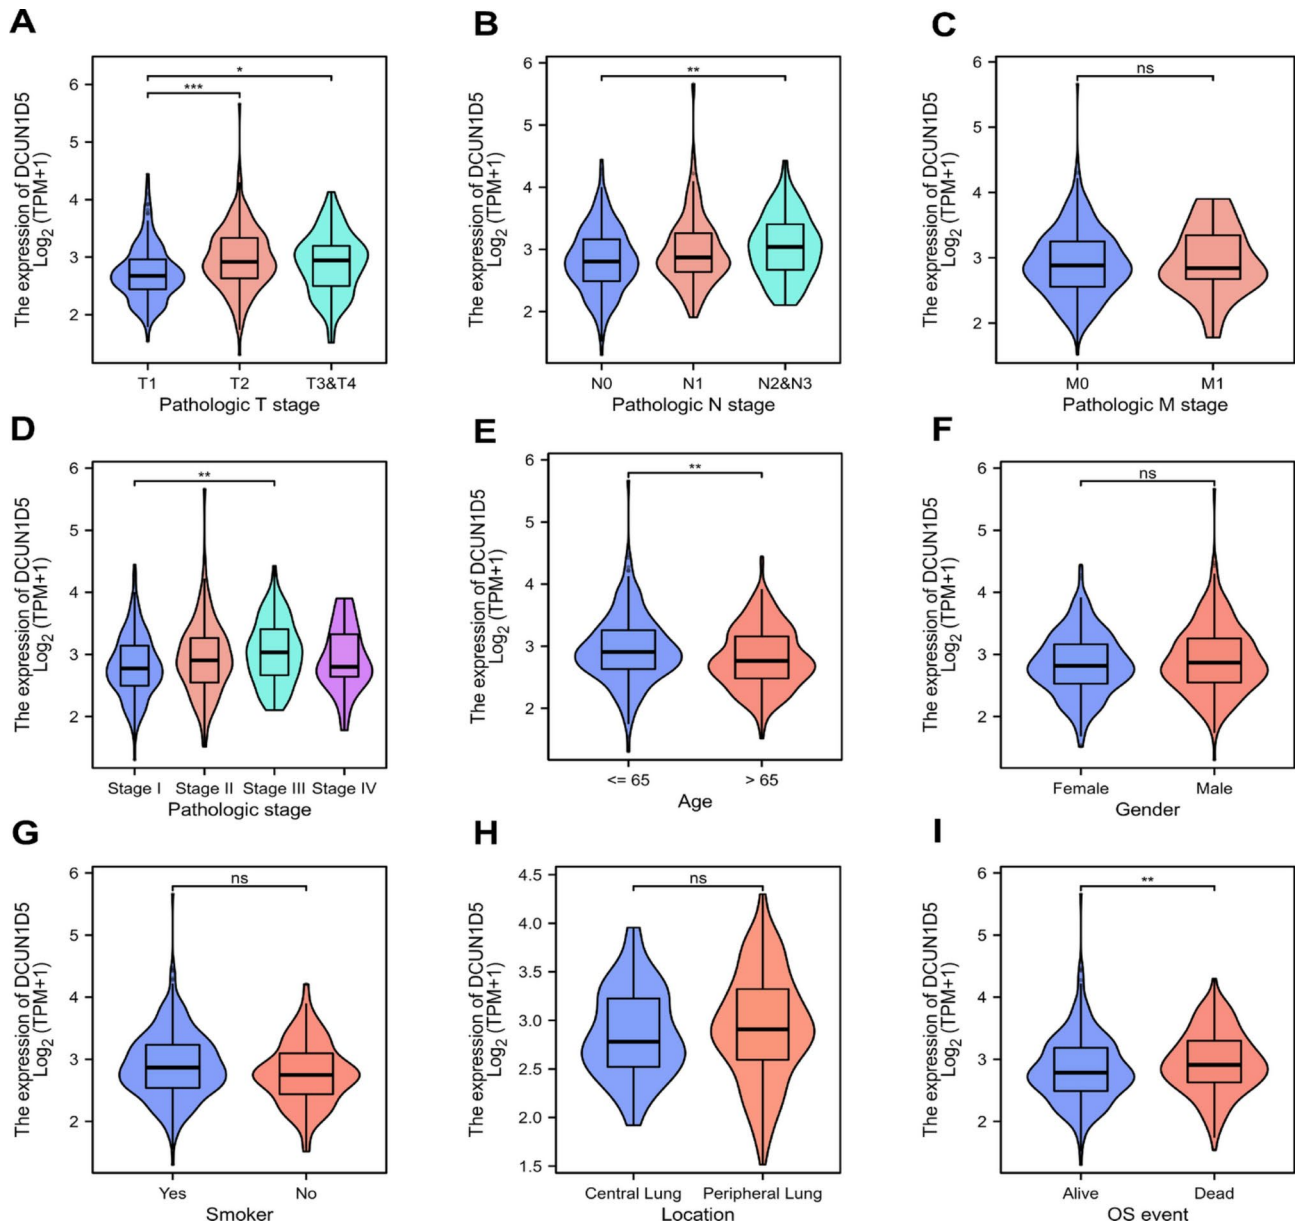 A
The expression of DCUN1D5
Log2 (TPM+1)
6
5
4
3
2
*
***
T1 T2 T3&T4
Pathologic T stage
B
The expression of DCUN1D5
Log2 (TPM+1)
6
5
4
3
2
**
N0 N1 N2&N3
Pathologic N stage
C
The expression of DCUN1D5
Log2 (TPM+1)
6
5
4
3
2
ns
M0 M1
Pathologic M stage
D
The expression of DCUN1D5
Log2 (TPM+1)
6
5
4
3
2
**
Stage I Stage II Stage III Stage IV
Pathologic stage
E
The expression of DCUN1D5
Log2 (TPM+1)
6
5
4
3
2
**
<= 65 > 65
Age
F
The expression of DCUN1D5
Log2 (TPM+1)
6
5
4
3
2
ns
Female Male
Gender
G
The expression of DCUN1D5
Log2 (TPM+1)
6
5
4
3
2
ns
Yes No
Smoker
H
The expression of DCUN1D5
Log2 (TPM+1)
4.5
4.0
3.5
3.0
2.5
2.0
1.5
ns
Central Lung Peripheral Lung
Location
I
The expression of DCUN1D5
Log2 (TPM+1)
6
5
4
3
2
**
Alive Dead
OS event